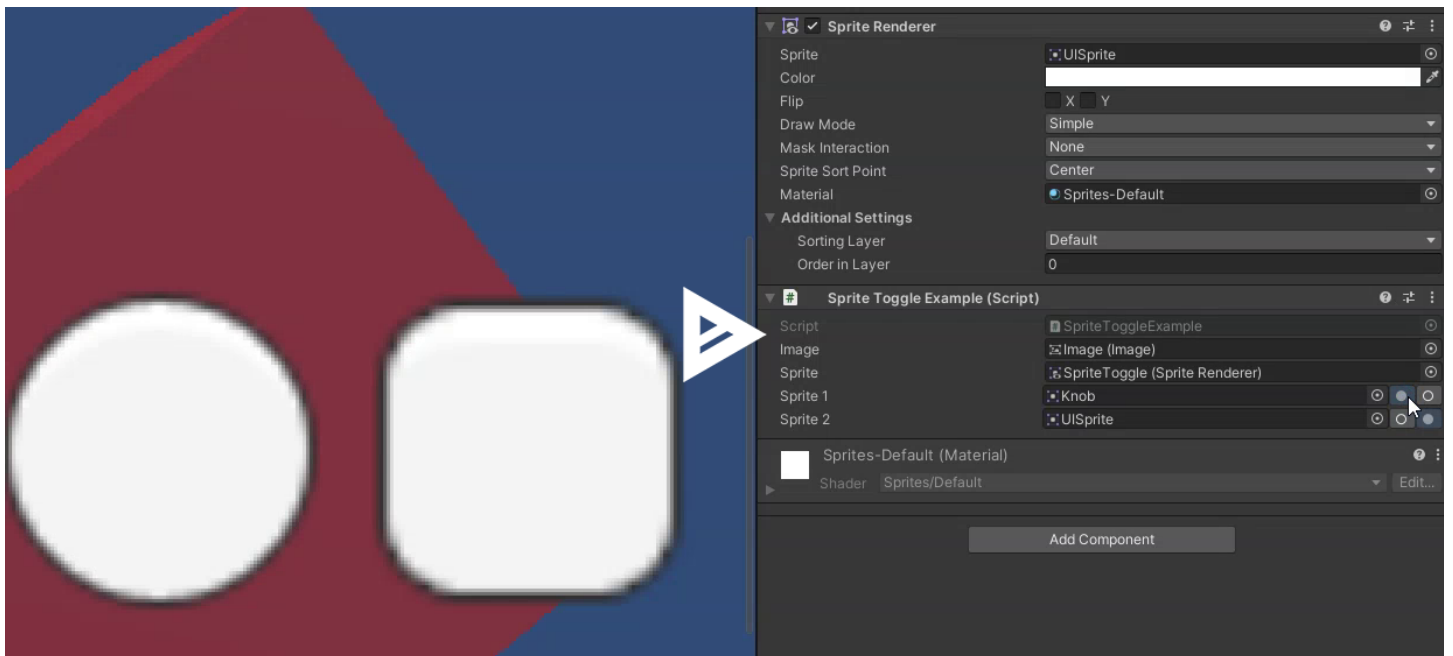 Sprite Renderer
Sprite UISprite
Color
Flip X Y
Draw Mode Simple
Mask Interaction None
Sprite Sort Point Center
Material Sprites-Default
Additional Settings
Sorting Layer Default
Order in Layer 0
# Sprite Toggle Example (Script)
Script SpriteToggleExample
Image Image (Image)
Sprite SpriteToggle (Sprite Renderer)
Sprite 1 Knob
Sprite 2 UISprite
Sprites-Default (Material)
Shader Sprites/Default Edit...
Add Component